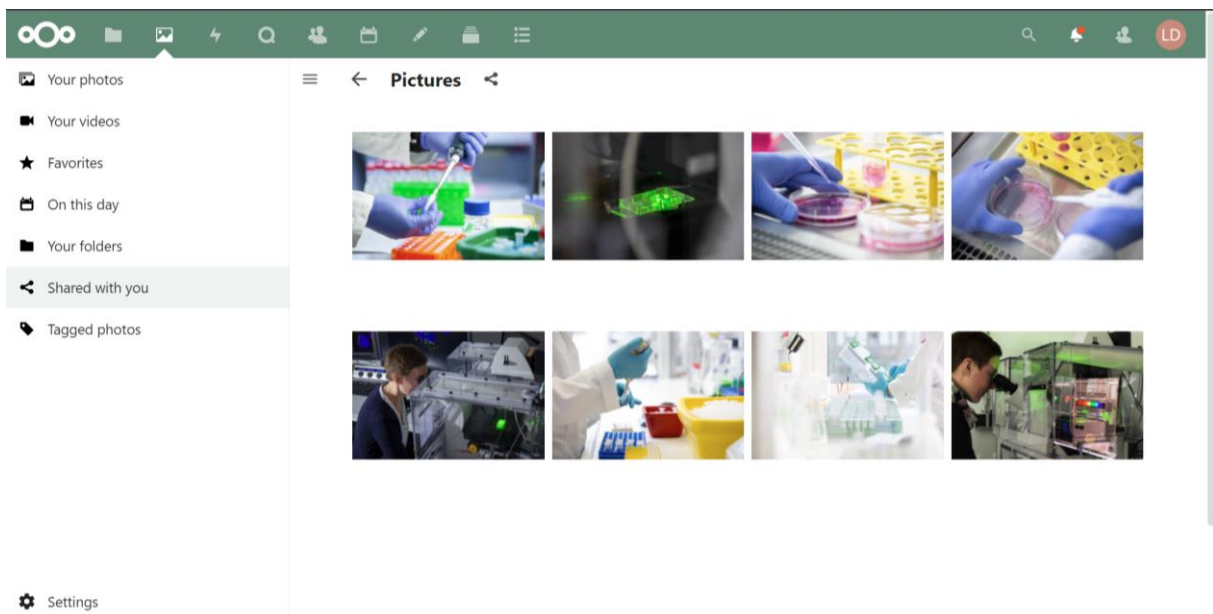 LD
Your photos
Pictures
Your videos
Favorites
On this day
Your folders
Shared with you
Tagged photos
Settings